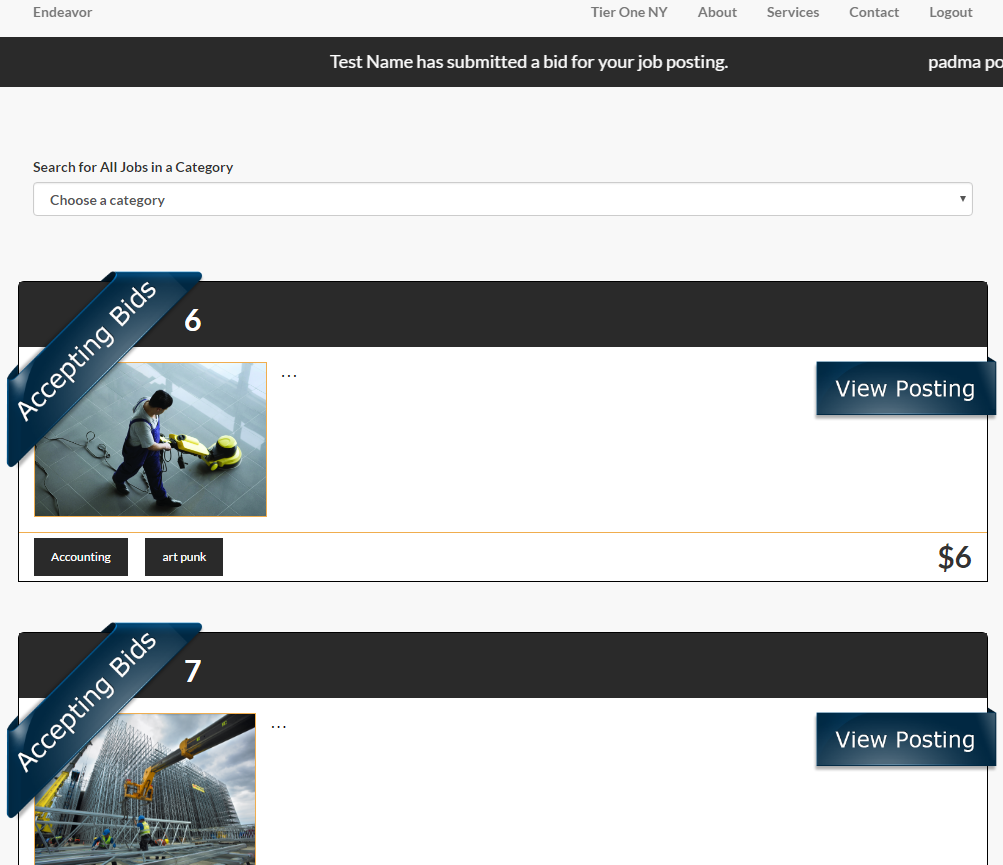 Endeavor
Tier One NY
About
Services
Contact
Logout
Test Name has submitted a bid for your job posting.
padma po
Search for All Jobs in a Category
Choose a category
Accepting Bids
6
...
View Posting
Accounting
art punk
$6
Accepting Bids
7
...
View Posting